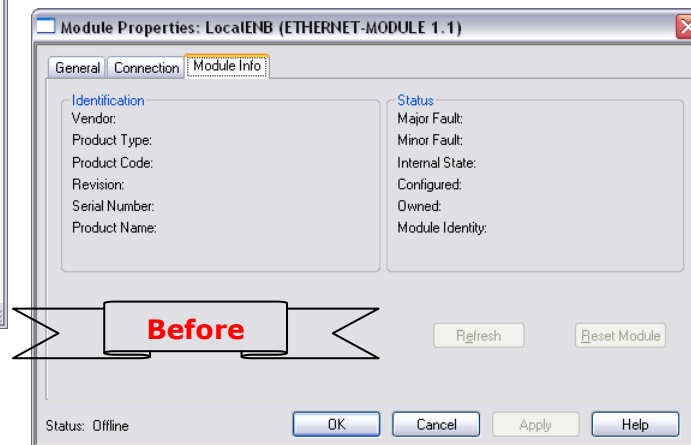 Module Properties: LocalENB (ETHERNET-MODULE 1.1)
General Connection Module Info
Identification
Vendor:
Product Type:
Product Code:
Revision:
Serial Number:
Product Name:
Status
Major Fault:
Minor Fault:
Internal State:
Configured:
Owned:
Module Identity:
Before
Refresh Reset Module
Status: Offline OK Cancel Apply Help